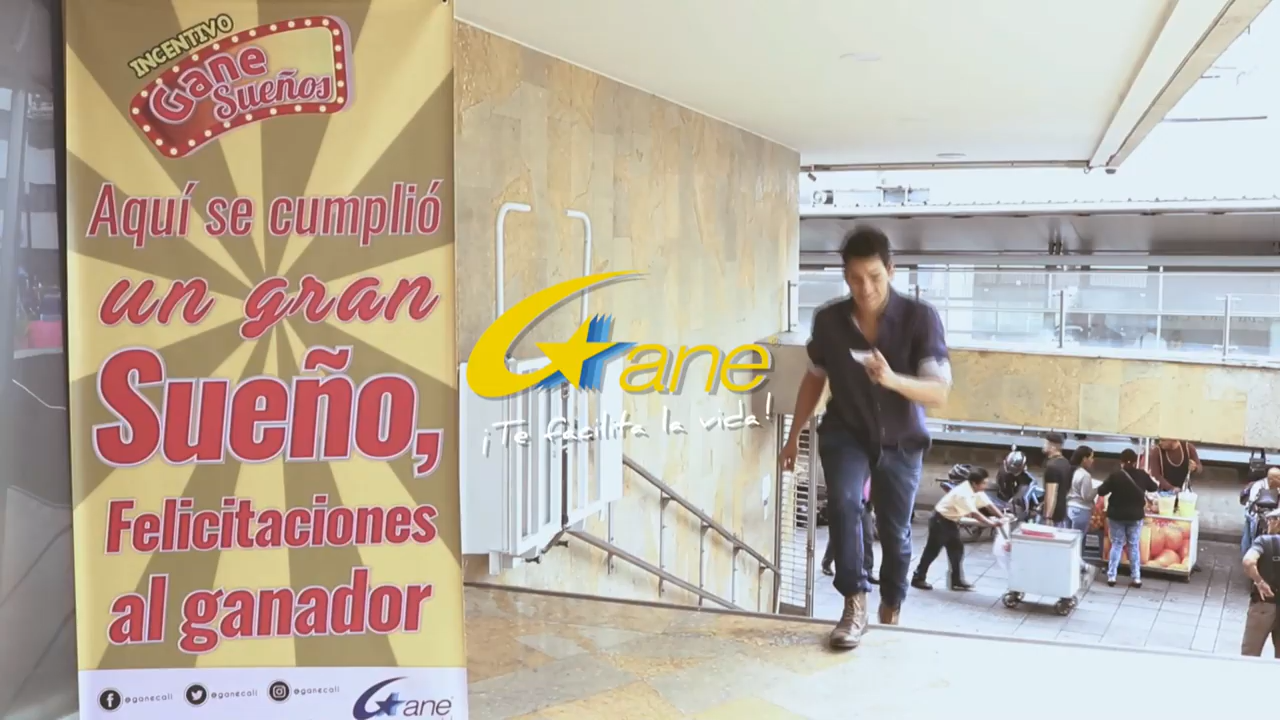 INCENTIVO
Gane
Sueños
Aquí se cumplió
un gran
Sueño,
Felicitaciones
al ganador
@ganecali @ganecali @ganecali
Gane
Gane
¡Te facilita la vida!